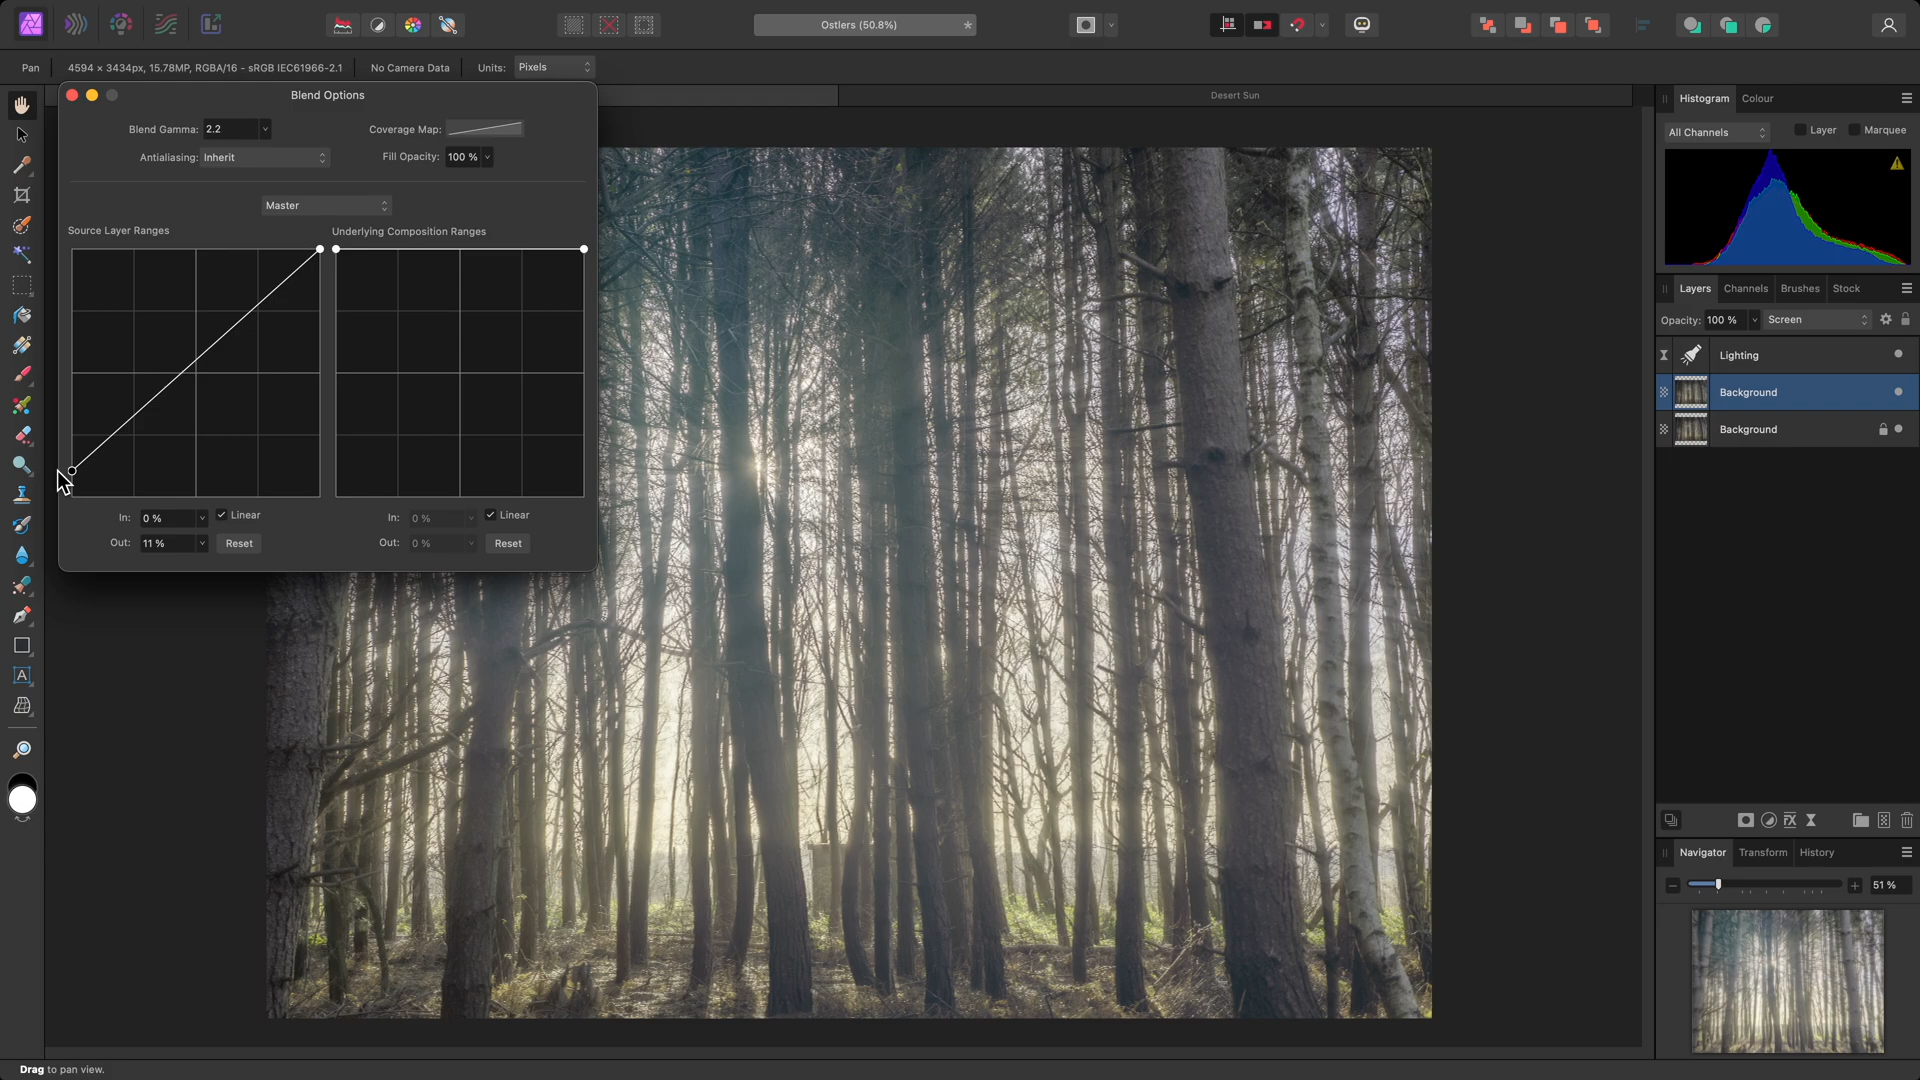 Ostlers (50.8%)
Pan
4594 × 3434px, 15.78MP, RGBA/16 - sRGB IEC61966-2.1
No Camera Data
Units:
Pixels
Blend Options
Desert Sun
Blend Gamma:
2.2
Coverage Map:
Antialiasing:
Inherit
Fill Opacity:
100 %
Master
Source Layer Ranges
Underlying Composition Ranges
In:
0 %
Linear
In:
0 %
Linear
Out:
11 %
Reset
Out:
0 %
Reset
Histogram
Colour
All Channels
Layer
Marquee
Layers
Channels
Brushes
Stock
Opacity:
100 %
Screen
Lighting
Background
Background
Navigator
Transform
History
51 %
Drag to pan view.